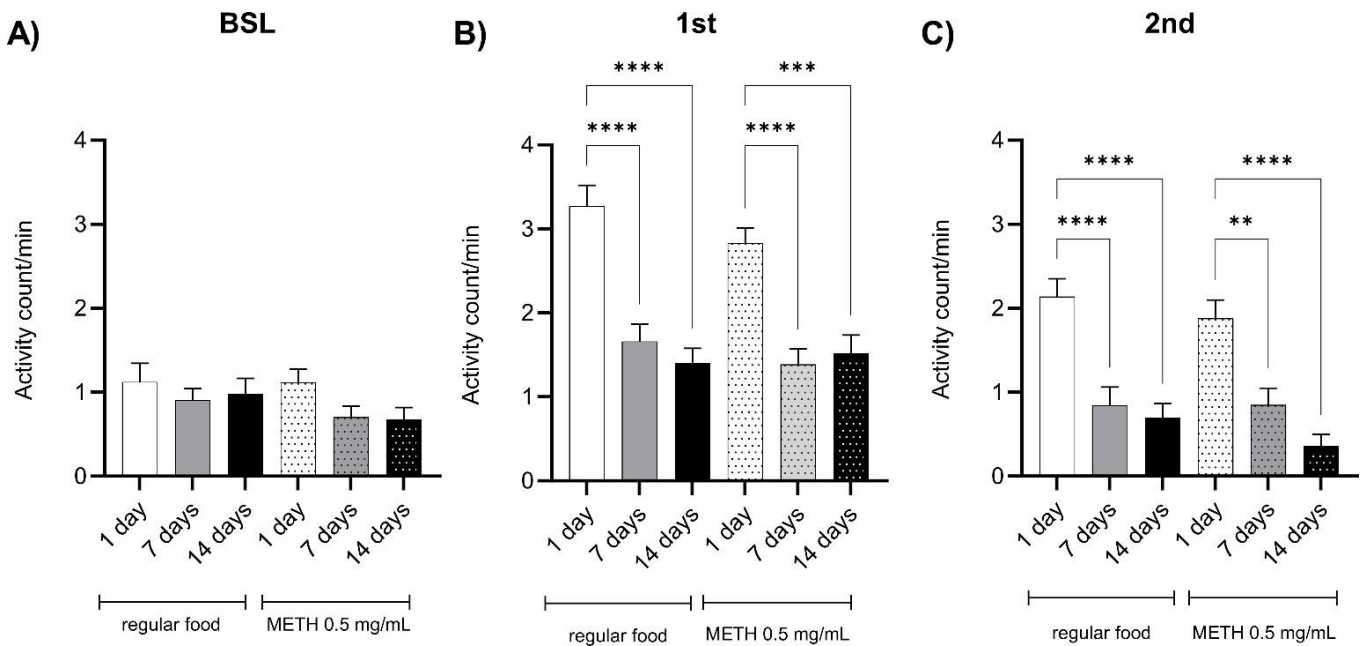 A)
BSL
Activity count/min
4
3
2
1
0
1 day
7 days
14 days
1 day
7 days
14 days
regular food
METH 0.5 mg/mL
B)
1st
****
***
****
****
Activity count/min
4
3
2
1
0
1 day
7 days
14 days
1 day
7 days
14 days
regular food
METH 0.5 mg/mL
C)
2nd
****
****
****
**
Activity count/min
4
3
2
1
0
1 day
7 days
14 days
1 day
7 days
14 days
regular food
METH 0.5 mg/mL